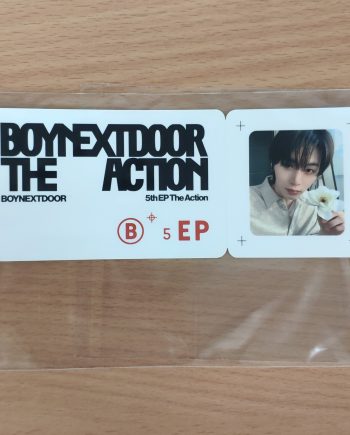 BOYNEXTDOOR
THE ACTION
BOYNEXTDOOR 5th EP The Action
B 5 EP